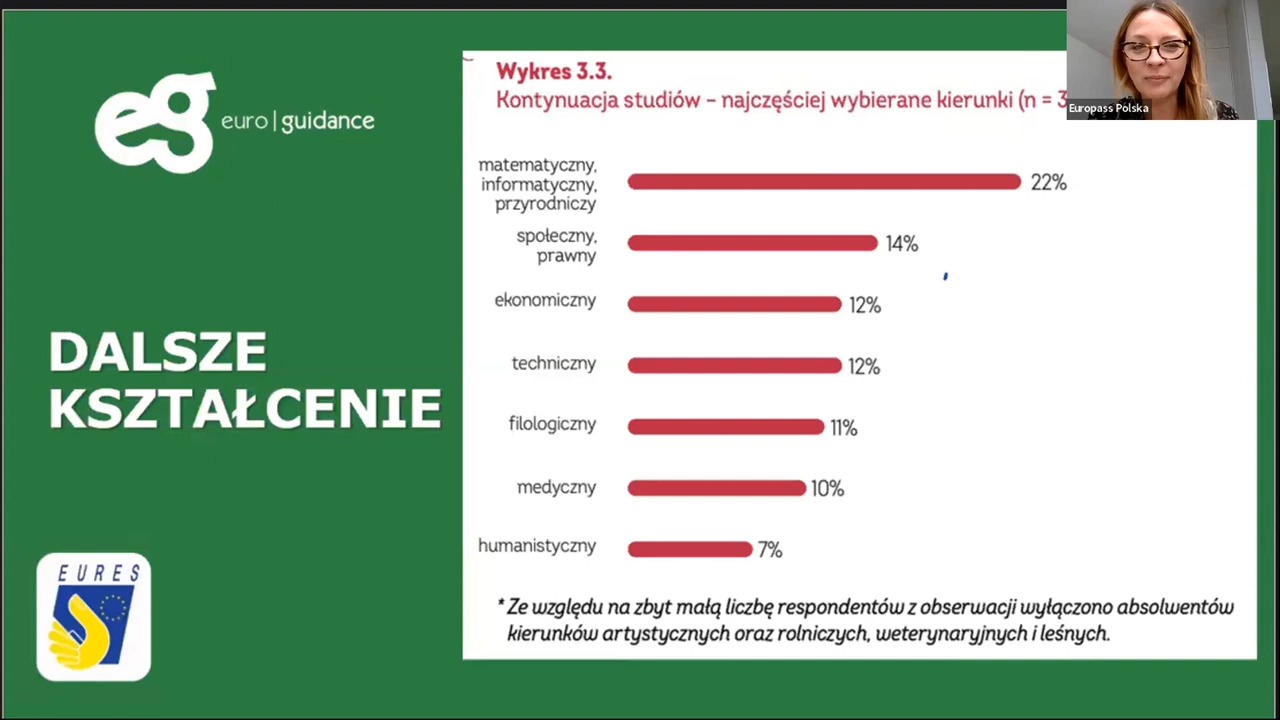 eg euro | guidance
DALSZE
KSZTAŁCENIE
EURES
Wykres 3.3.
Kontynuacja studiów – najczęściej wybierane kierunki (n = 3
matematyczny,
informatyczny,
przyrodniczy
22%
społeczny,
prawny
14%
ekonomiczny
12%
techniczny
12%
filologiczny
11%
medyczny
10%
humanistyczny
7%
* Ze względu na zbyt małą liczbę respondentów z obserwacji wyłączono absolwentów
kierunków artystycznych oraz rolniczych, weterynaryjnych i leśnych.
Europass Polska